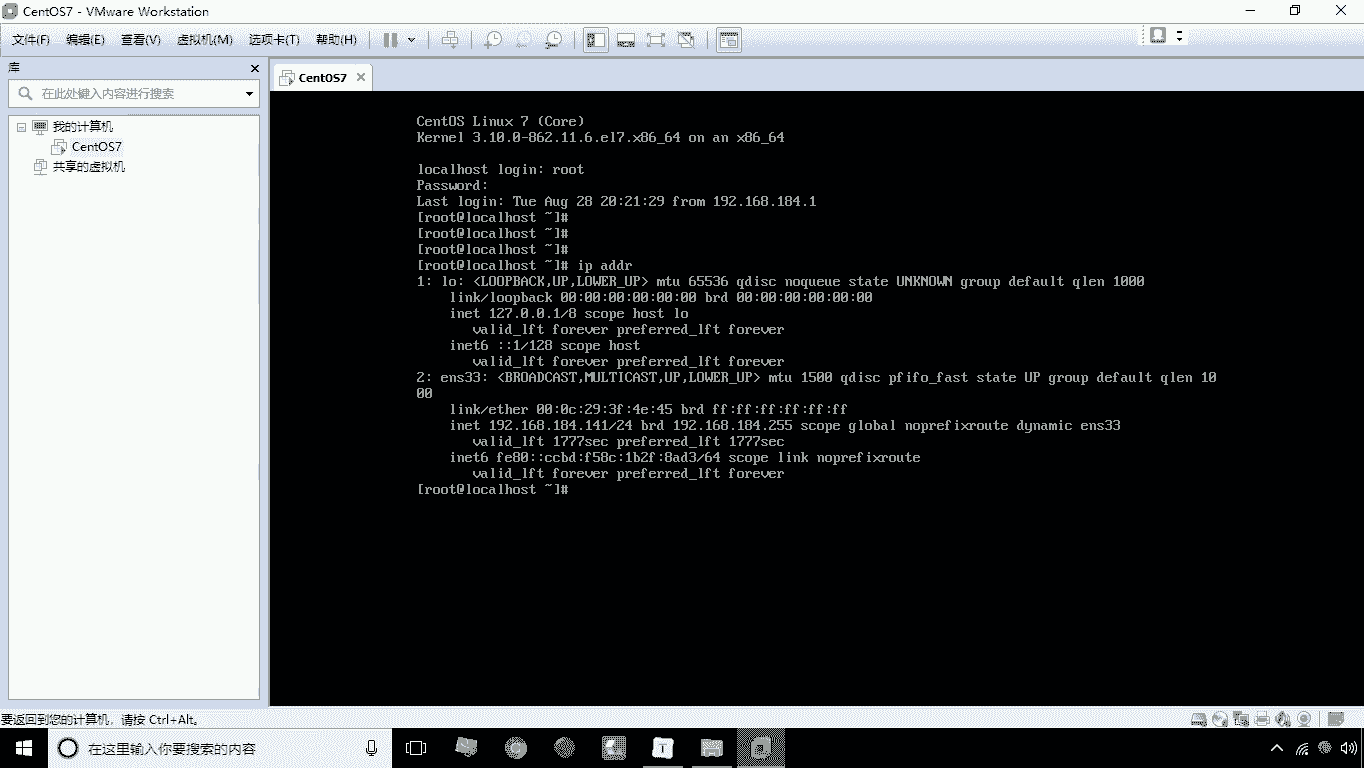 CentOS7 - VMware Workstation
文件(F) 编辑(E) 查看(V) 虚拟机(M) 选项卡(T) 帮助(H)
库
在此处键入内容进行搜索
我的计算机
CentOS7
共享的虚拟机
CentOS7
CentOS Linux 7 (Core)
Kernel 3.10.0-862.11.6.el7.x86_64 on an x86_64
localhost login: root
Password:
Last login: Tue Aug 28 20:21:29 from 192.168.184.1
[root@localhost ~]#
[root@localhost ~]#
[root@localhost ~]#
[root@localhost ~]# ip addr
1: lo: <LOOPBACK,UP,LOWER_UP> mtu 65536 qdisc noqueue state UNKNOWN group default qlen 1000
    link/loopback 00:00:00:00:00:00 brd 00:00:00:00:00:00
    inet 127.0.0.1/8 scope host lo
       valid_lft forever preferred_lft forever
    inet6 ::1/128 scope host
       valid_lft forever preferred_lft forever
2: ens33: <BROADCAST,MULTICAST,UP,LOWER_UP> mtu 1500 qdisc pfifo_fast state UP group default qlen 10
00
    link/ether 00:0c:29:3f:4e:45 brd ff:ff:ff:ff:ff:ff
    inet 192.168.184.141/24 brd 192.168.184.255 scope global noprefixroute dynamic ens33
       valid_lft 1777sec preferred_lft 1777sec
    inet6 fe80::ccbd:f58c:1b2f:8ad3/64 scope link noprefixroute
       valid_lft forever preferred_lft forever
[root@localhost ~]#
要返回到您的计算机，请按 Ctrl+Alt。
在这里输入你要搜索的内容
T